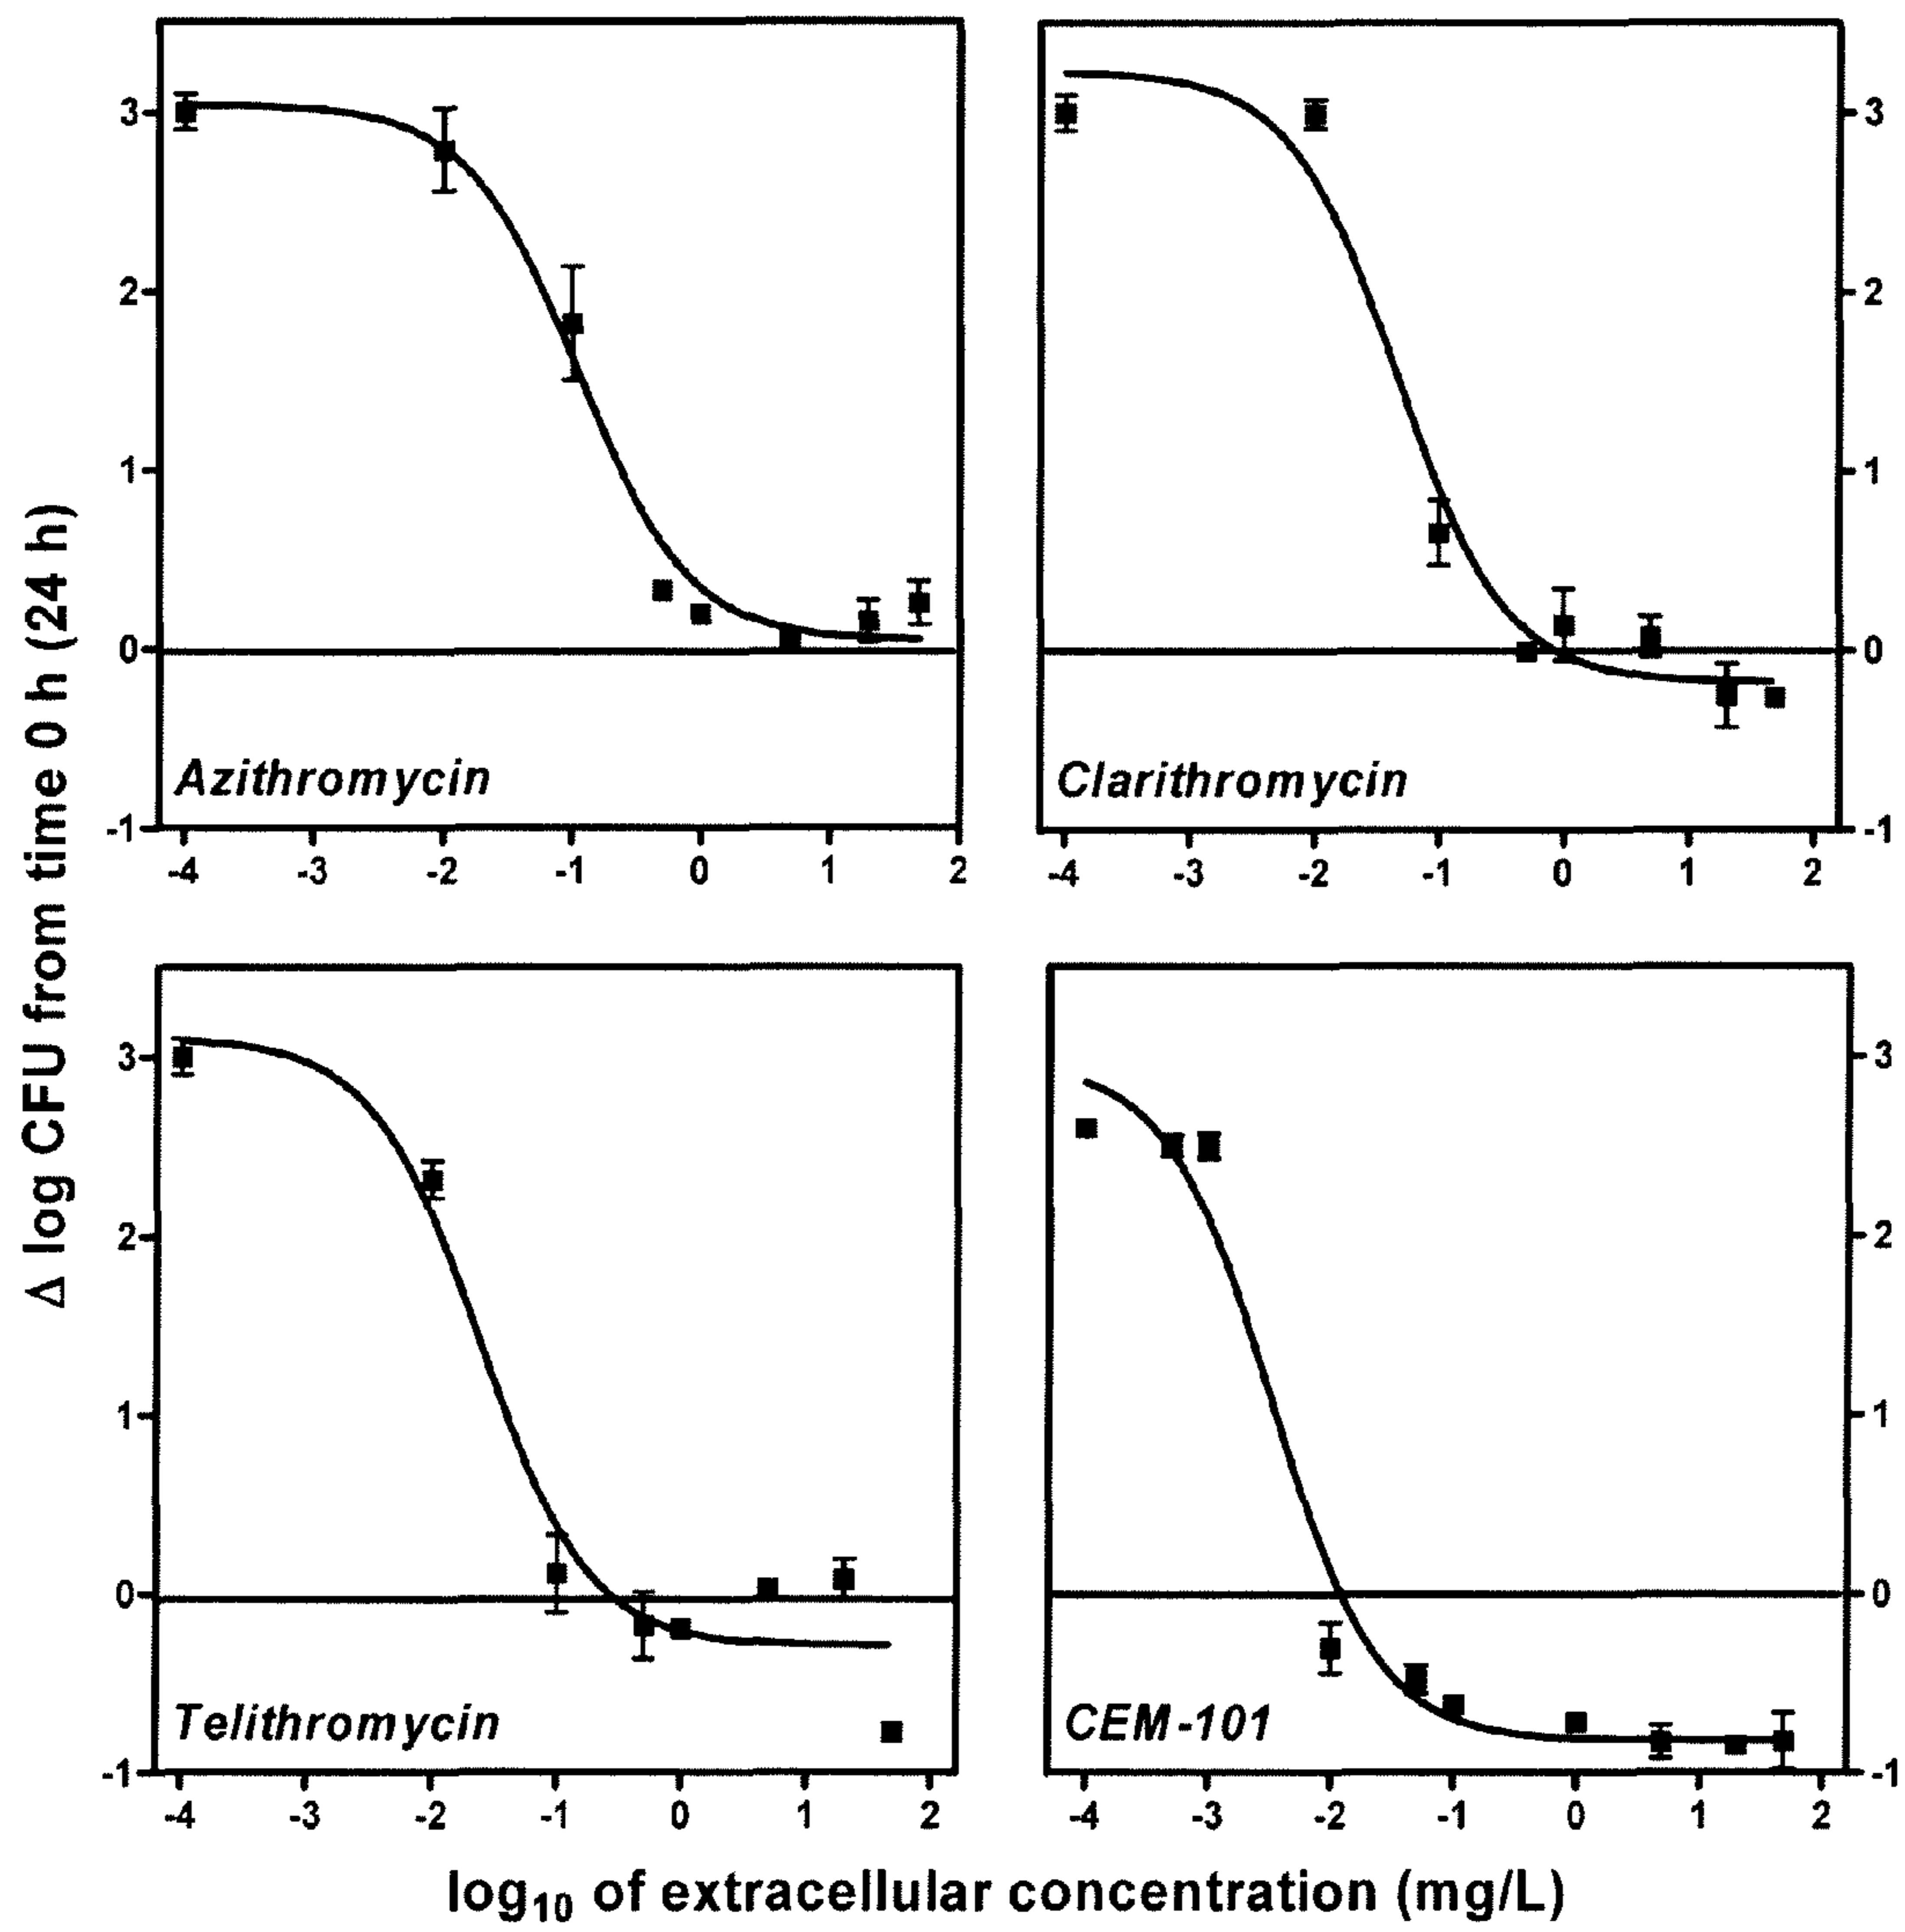 Δ log CFU from time 0 h (24 h)
3
2
1
0
-1
Azithromycin
-4 -3 -2 -1 0 1 2
3
2
1
0
-1
Clarithromycin
-4 -3 -2 -1 0 1 2
3
2
1
0
-1
Telithromycin
-4 -3 -2 -1 0 1 2
3
2
1
0
-1
CEM-101
-4 -3 -2 -1 0 1 2
log10 of extracellular concentration (mg/L)